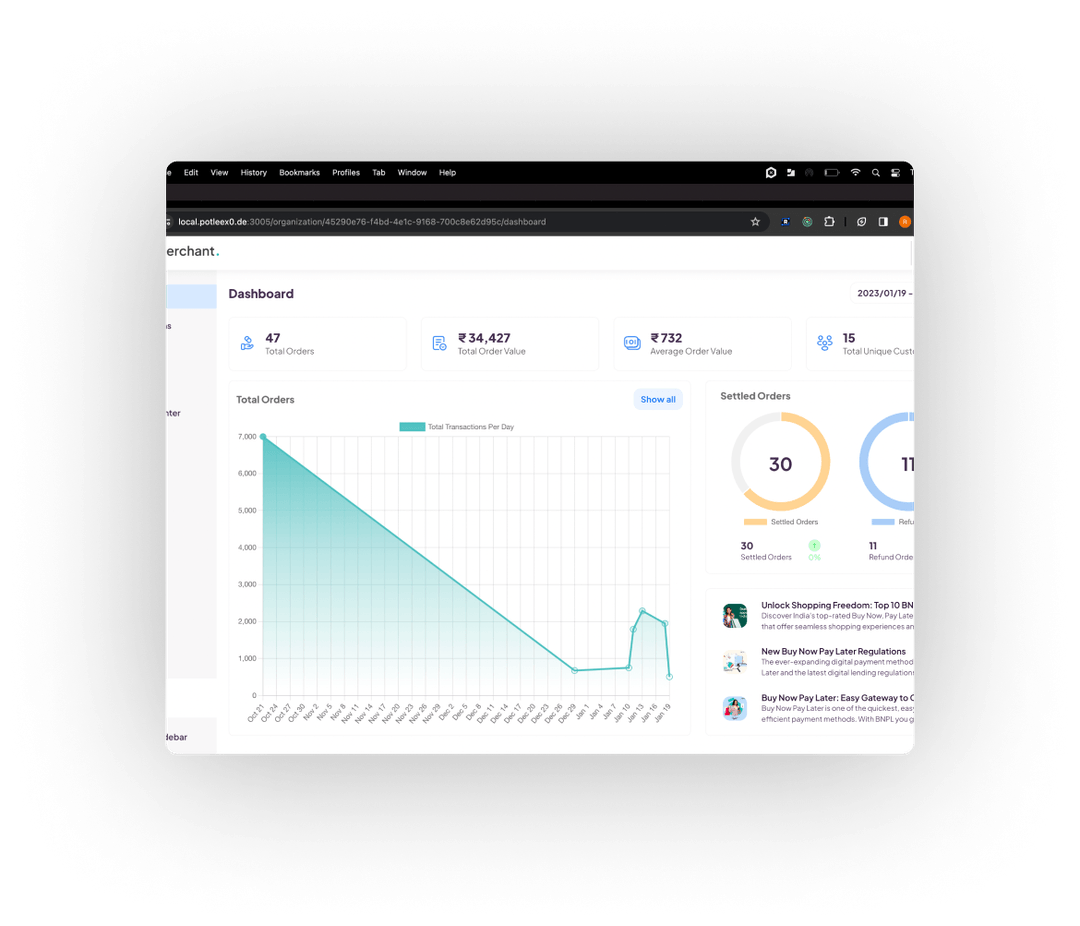 Edit View History Bookmarks Profiles Tab Window Help
local.potleex0.de:3005/organization/45290e76-f4bd-4e1c-9168-700c8e62d95c/dashboard
erchant.
Dashboard
2023/01/19 -
47
Total Orders
₹ 34,427
Total Order Value
₹ 732
Average Order Value
15
Total Unique Custo
Total Orders
Show all
Total Transactions Per Day
7,000
6,000
5,000
4,000
3,000
2,000
1,000
0
Oct 21 Oct 24 Oct 27 Oct 30 Nov 2 Nov 5 Nov 8 Nov 11 Nov 14 Nov 17 Nov 20 Nov 23 Nov 26 Nov 29 Dec 2 Dec 5 Dec 8 Dec 11 Dec 14 Dec 17 Dec 20 Dec 23 Dec 26 Dec 29 Jan 1 Jan 4 Jan 7 Jan 10 Jan 13 Jan 16 Jan 19
Settled Orders
30
Settled Orders
30
Settled Orders
0%
11
Refu
11
Refund Orde
Unlock Shopping Freedom: Top 10 BN
Discover India's top-rated Buy Now, Pay Late
that offer seamless shopping experiences an
New Buy Now Pay Later Regulations
The ever-expanding digital payment method
Later and the latest digital lending regulations
Buy Now Pay Later: Easy Gateway to C
Buy Now Pay Later is one of the quickest, easy
efficient payment methods. With BNPL you g
ns
nter
debar